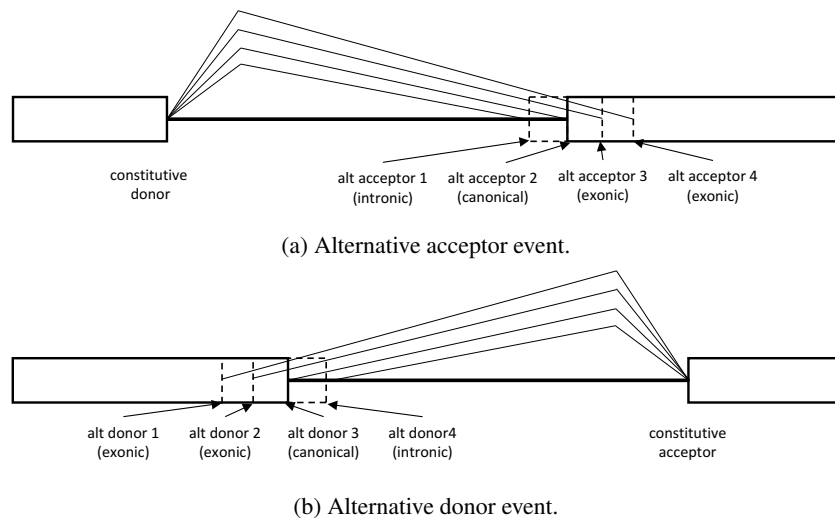 constitutive
donor
alt acceptor 1
(intronic)
alt acceptor 2
(canonical)
alt acceptor 3
(exonic)
alt acceptor 4
(exonic)
(a) Alternative acceptor event.
alt donor 1
(exonic)
alt donor 2
(exonic)
alt donor 3
(canonical)
alt donor4
(intronic)
constitutive
acceptor
(b) Alternative donor event.